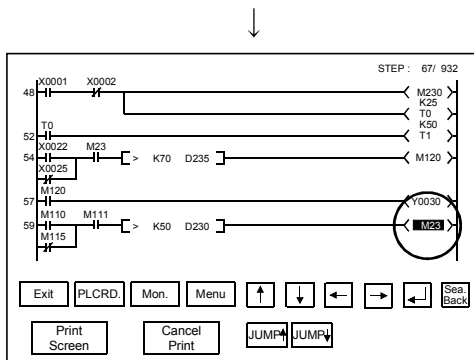 STEP : 67/ 932
X0001 X0002
48 M230
K25
T0
T0 K50
52 T1
X0022 M23
54 > K70 D235 M120
X0025
M120
57 Y0030
M110 M111
59 > K50 D230 M23
M115
Exit PLCRD. Mon. Menu ↑ ↓ ← → ↵ Sea. Back
Print Screen Cancel Print JUMP↑ JUMP↓